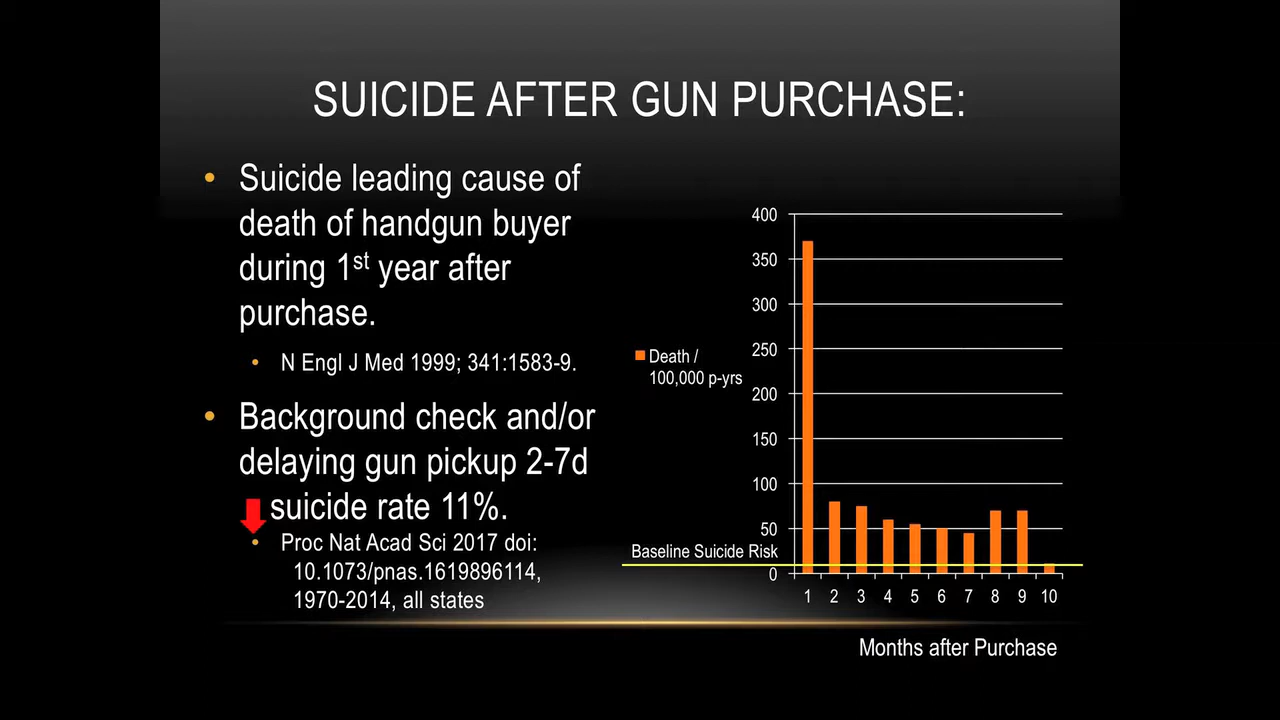 SUICIDE AFTER GUN PURCHASE:
• Suicide leading cause of
death of handgun buyer
during 1st year after
purchase.
• N Engl J Med 1999; 341:1583-9.
• Background check and/or
delaying gun pickup 2-7d
suicide rate 11%.
• Proc Nat Acad Sci 2017 doi:
10.1073/pnas.1619896114,
1970-2014, all states
Death /
100,000 p-yrs
400
350
300
250
200
150
100
50
0
Baseline Suicide Risk
1 2 3 4 5 6 7 8 9 10
Months after Purchase